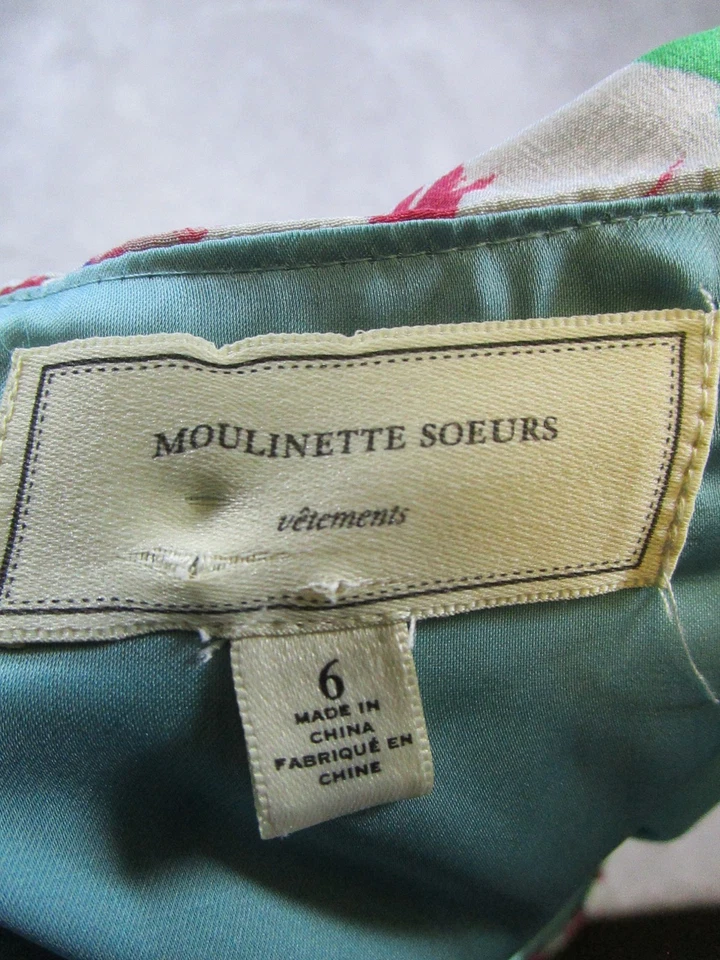 MOULINETTE SOEURS
vêtements
6
MADE IN
CHINA
FABRIQUÉ EN
CHINE